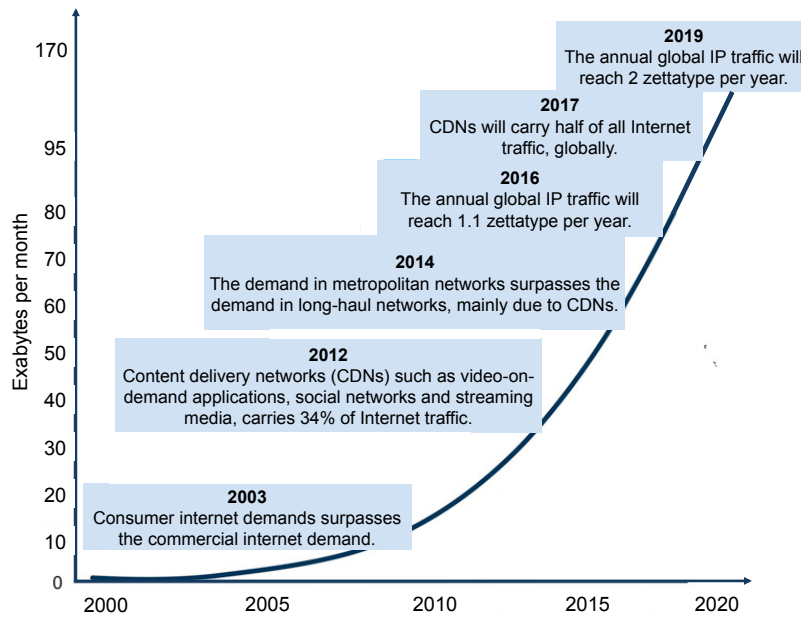 170
95
80
70
60
50
40
30
20
10
0
Exabytes per month
2019
The annual global IP traffic will
reach 2 zettatype per year.
2017
CDNs will carry half of all Internet
traffic, globally.
2016
The annual global IP traffic will
reach 1.1 zettatype per year.
2014
The demand in metropolitan networks surpasses the
demand in long-haul networks, mainly due to CDNs.
2012
Content delivery networks (CDNs) such as video-on-
demand applications, social networks and streaming
media, carries 34% of Internet traffic.
2003
Consumer internet demands surpasses
the commercial internet demand.
2000
2005
2010
2015
2020